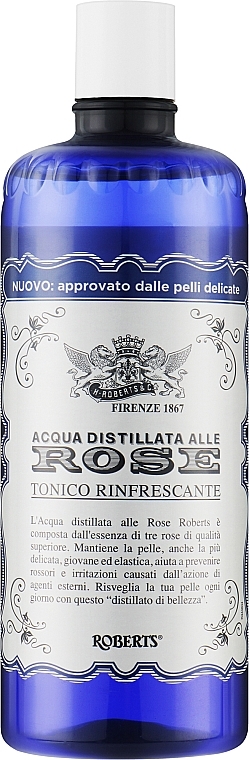 NUOVO: approvato dalle pelli delicate
H·ROBERTS & C.
FIRENZE 1867
ACQUA DISTILLATA ALLE
ROSE
TONICO RINFRESCANTE
L'Acqua distillata alle Rose Roberts è
composta dall'essenza di tre rose di qualità
superiore. Mantiene la pelle, anche la più
delicata, giovane ed elastica, aiuta a prevenire
rossori e irritazioni causati dall'azione di
agenti esterni. Risveglia la tua pelle ogni
giorno con questo "distillato di bellezza".
ROBERTS®